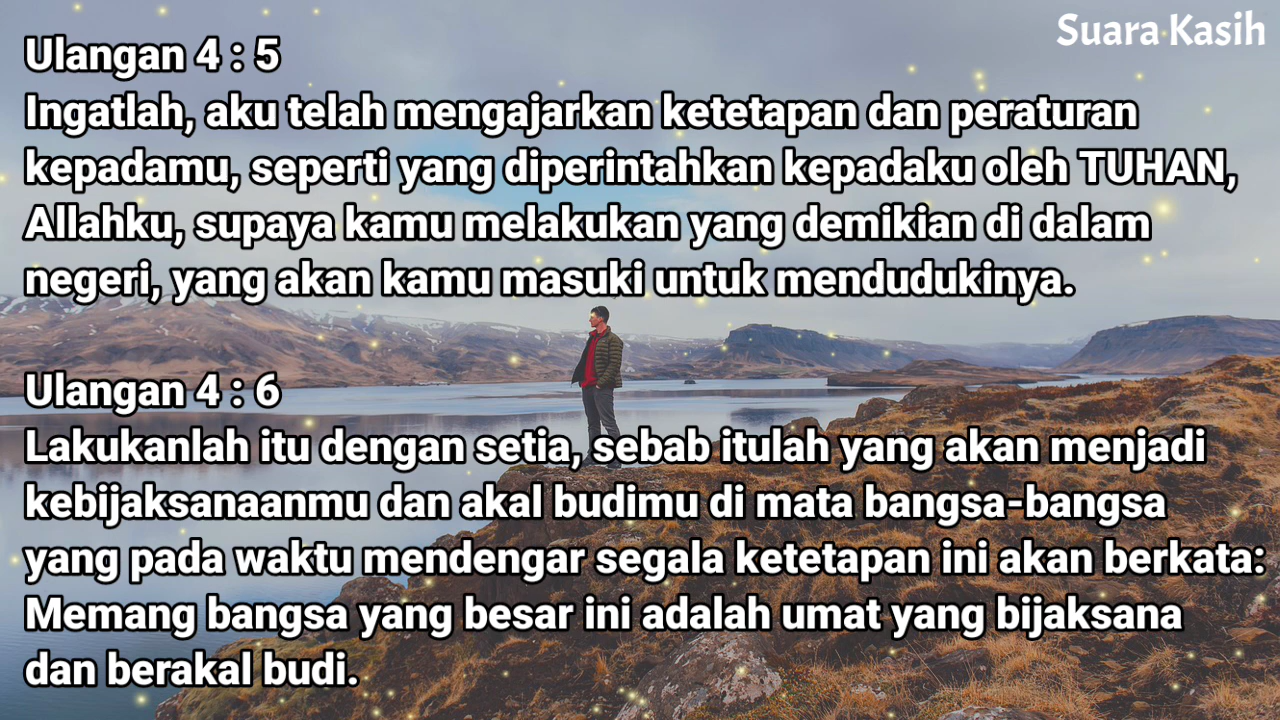 Suara Kasih
Ulangan 4 : 5
Ingatlah, aku telah mengajarkan ketetapan dan peraturan
kepadamu, seperti yang diperintahkan kepadaku oleh TUHAN,
Allahku, supaya kamu melakukan yang demikian di dalam
negeri, yang akan kamu masuki untuk mendudukinya.
Ulangan 4 : 6
Lakukanlah itu dengan setia, sebab itulah yang akan menjadi
kebijaksanaanmu dan akal budimu di mata bangsa-bangsa
yang pada waktu mendengar segala ketetapan ini akan berkata:
Memang bangsa yang besar ini adalah umat yang bijaksana
dan berakal budi.